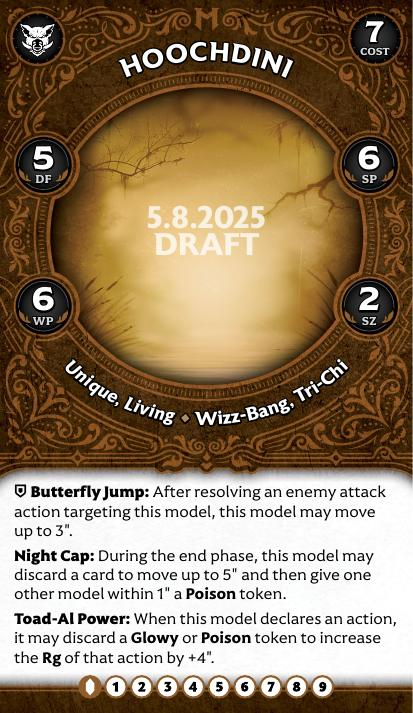 7
COST
HOOCHDINI
5
DF
6
SP
5.8.2025
DRAFT
6
WP
2
SZ
Unique, Living ◆ Wizz-Bang, Tri-Chi
Butterfly Jump: After resolving an enemy attack
action targeting this model, this model may move
up to 3".
Night Cap: During the end phase, this model may
discard a card to move up to 5" and then give one
other model within 1" a Poison token.
Toad-Al Power: When this model declares an action,
it may discard a Glowy or Poison token to increase
the Rg of that action by +4".
1 2 3 4 5 6 7 8 9